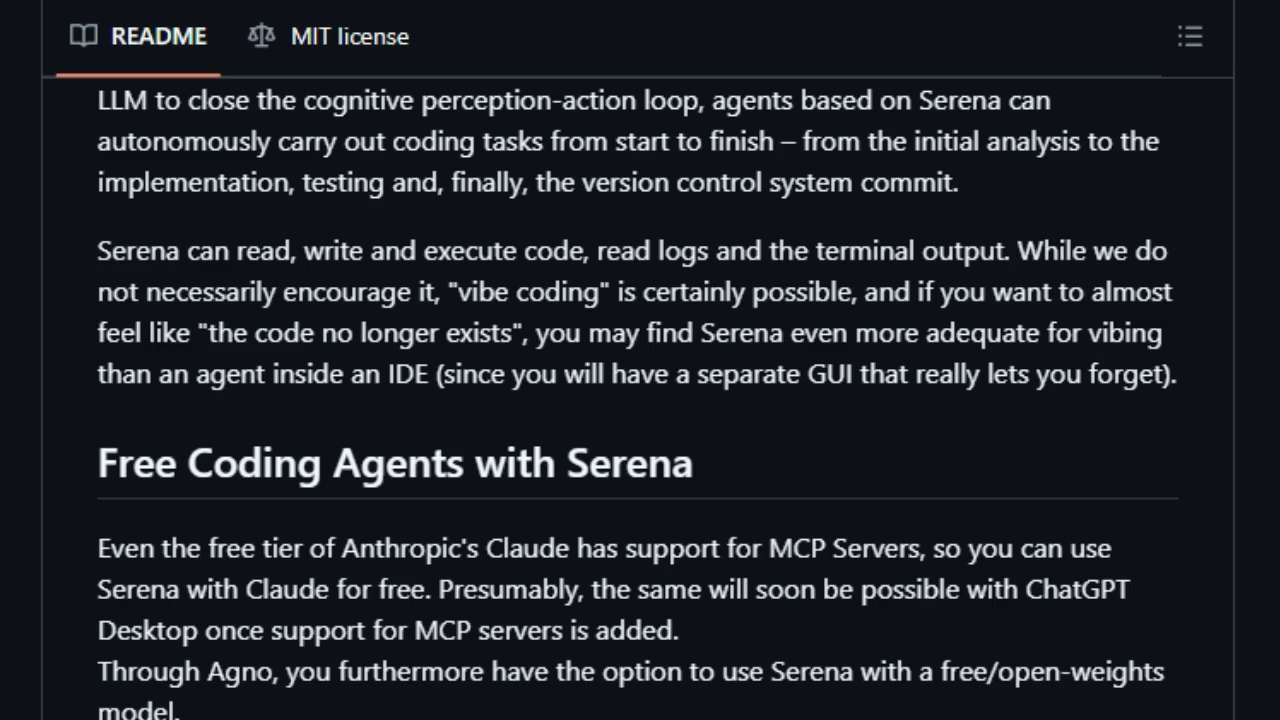 README
MIT license
LLM to close the cognitive perception-action loop, agents based on Serena can
autonomously carry out coding tasks from start to finish – from the initial analysis to the
implementation, testing and, finally, the version control system commit.
Serena can read, write and execute code, read logs and the terminal output. While we do
not necessarily encourage it, "vibe coding" is certainly possible, and if you want to almost
feel like "the code no longer exists", you may find Serena even more adequate for vibing
than an agent inside an IDE (since you will have a separate GUI that really lets you forget).
Free Coding Agents with Serena
Even the free tier of Anthropic's Claude has support for MCP Servers, so you can use
Serena with Claude for free. Presumably, the same will soon be possible with ChatGPT
Desktop once support for MCP servers is added.
Through Agno, you furthermore have the option to use Serena with a free/open-weights
model.